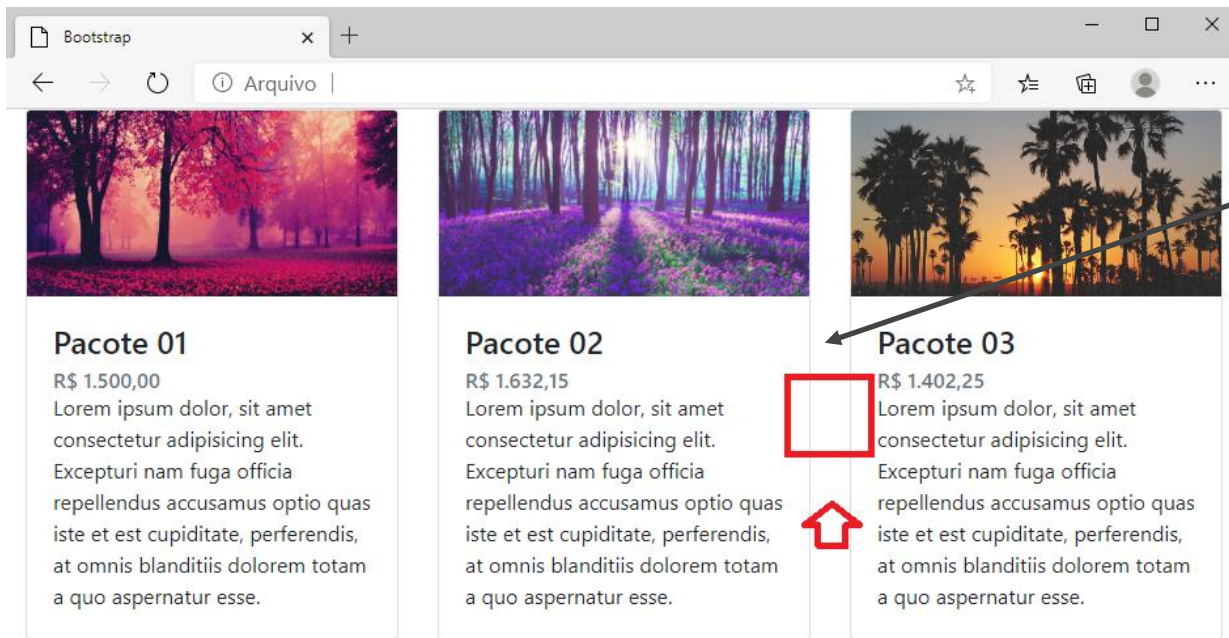 Bootstrap
Arquivo
Pacote 01
R$ 1.500,00
Lorem ipsum dolor, sit amet
consectetur adipisicing elit.
Excepturi nam fuga officia
repellendus accusamus optio quas
iste et est cupiditate, perferendis,
at omnis blanditiis dolorem totam
a quo aspernatur esse.
Pacote 02
R$ 1.632,15
Lorem ipsum dolor, sit amet
consectetur adipisicing elit.
Excepturi nam fuga officia
repellendus accusamus optio quas
iste et est cupiditate, perferendis,
at omnis blanditiis dolorem totam
a quo aspernatur esse.
Pacote 03
R$ 1.402,25
Lorem ipsum dolor, sit amet
consectetur adipisicing elit.
Excepturi nam fuga officia
repellendus accusamus optio quas
iste et est cupiditate, perferendis,
at omnis blanditiis dolorem totam
a quo aspernatur esse.